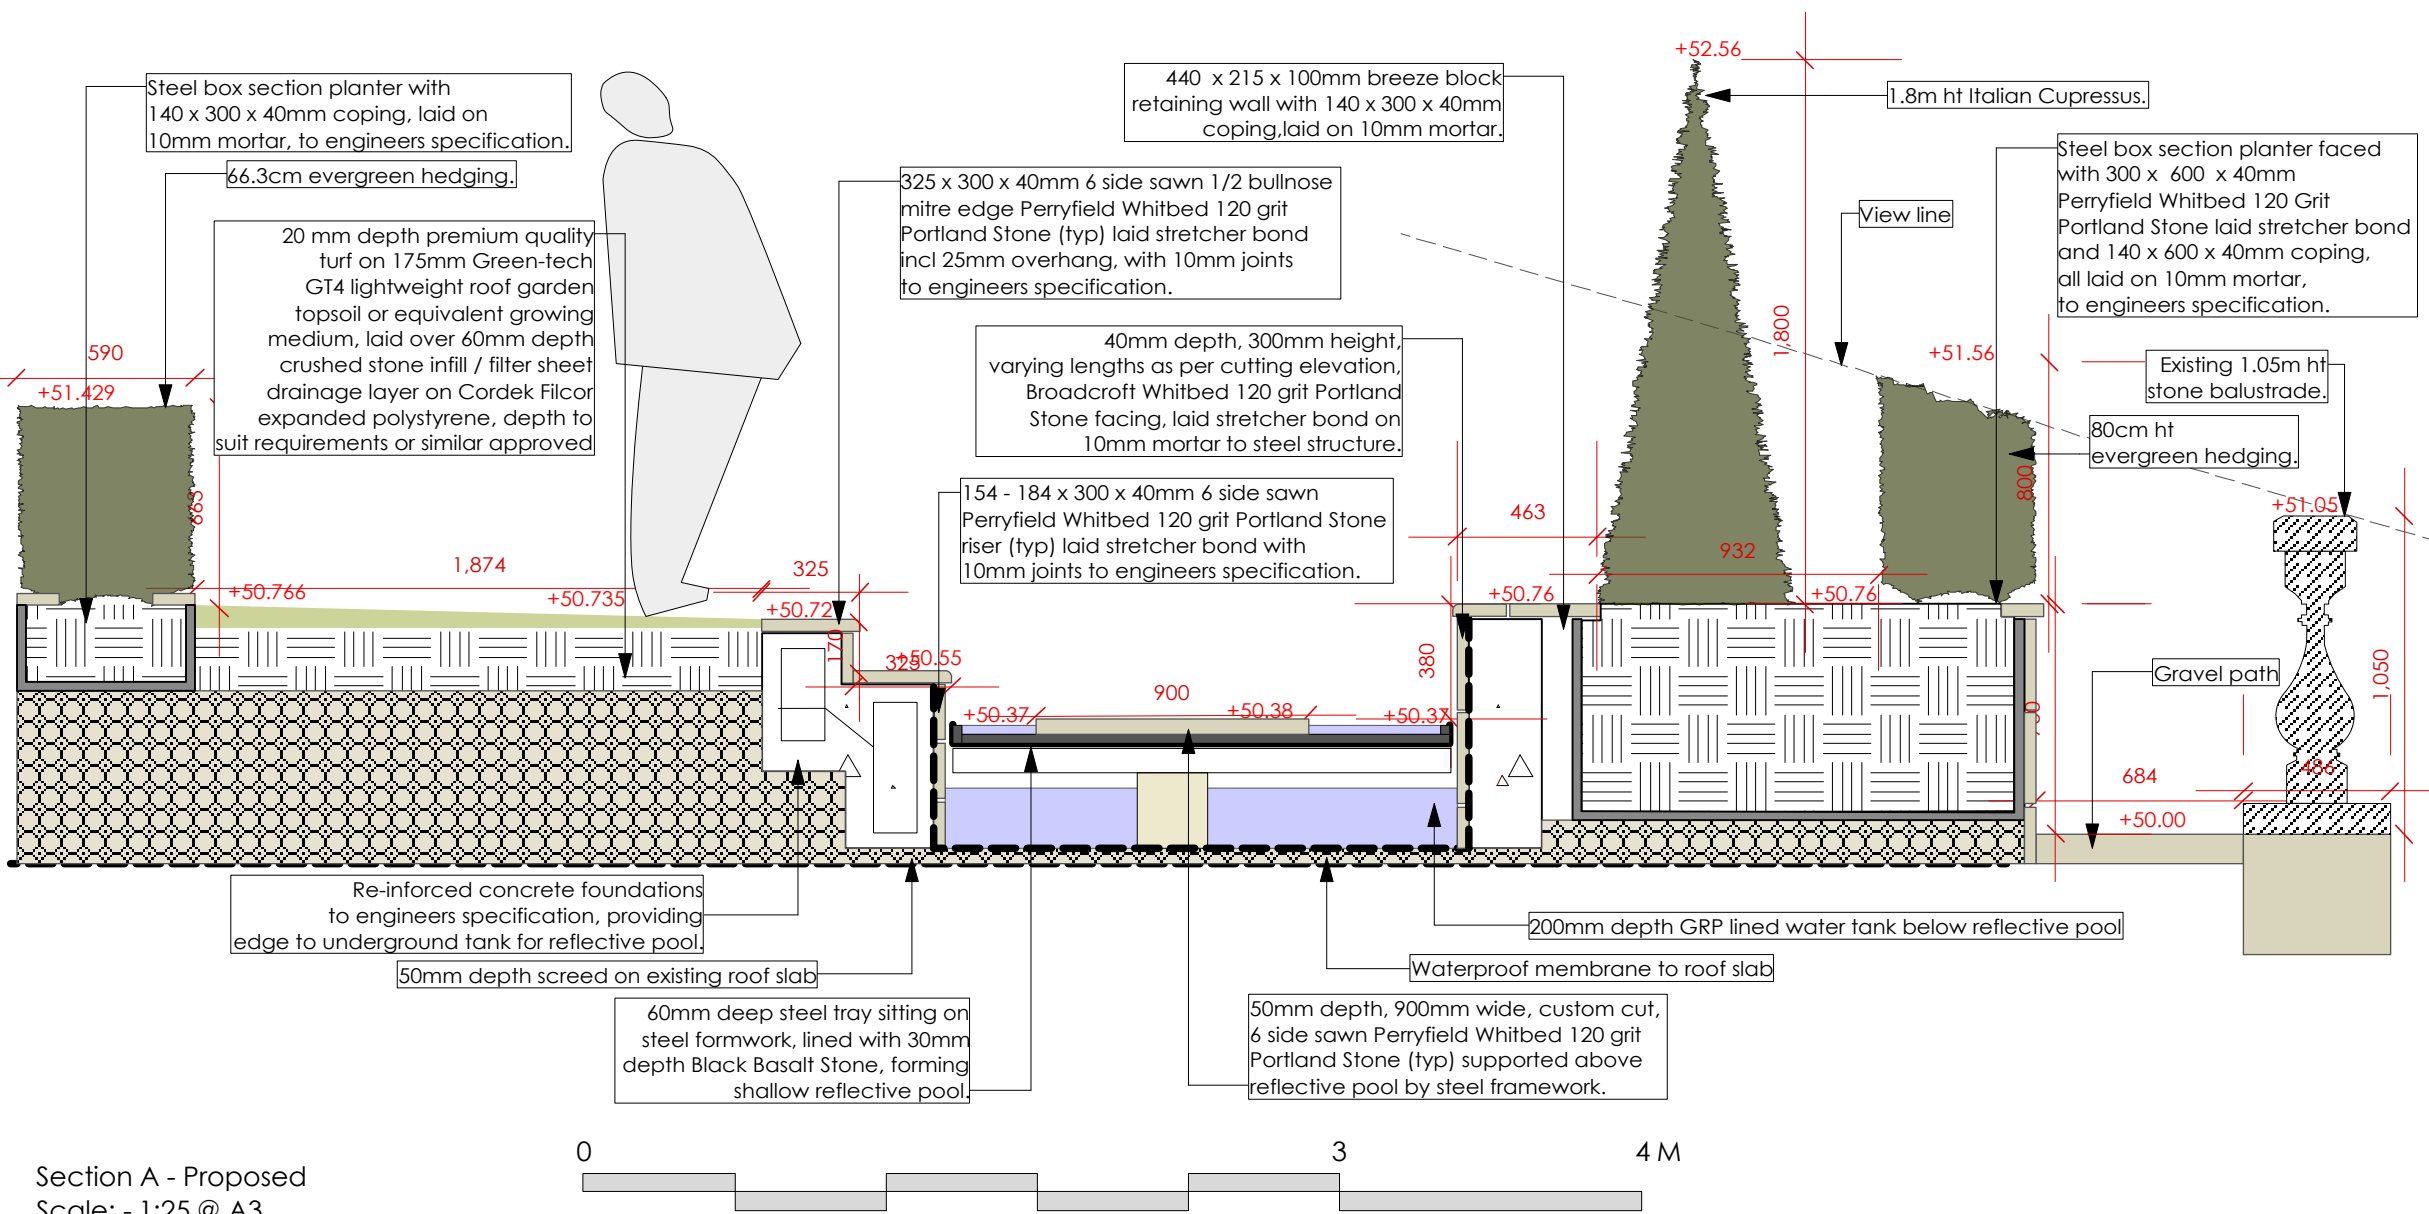 +52.56
Steel box section planter with
140 x 300 x 40mm coping, laid on
10mm mortar, to engineers specification.
66.3cm evergreen hedging.
20 mm depth premium quality
turf on 175mm Green-tech
GT4 lightweight roof garden
topsoil or equivalent growing
medium, laid over 60mm depth
crushed stone infill / filter sheet
drainage layer on Cordek Filcor
expanded polystyrene, depth to
suit requirements or similar approved
440 x 215 x 100mm breeze block
retaining wall with 140 x 300 x 40mm
coping,laid on 10mm mortar.
325 x 300 x 40mm 6 side sawn 1/2 bullnose
mitre edge Perryfield Whitbed 120 grit
Portland Stone (typ) laid stretcher bond
incl 25mm overhang, with 10mm joints
to engineers specification.
40mm depth, 300mm height,
varying lengths as per cutting elevation,
Broadcroft Whitbed 120 grit Portland
Stone facing, laid stretcher bond on
10mm mortar to steel structure.
154 - 184 x 300 x 40mm 6 side sawn
Perryfield Whitbed 120 grit Portland Stone
riser (typ) laid stretcher bond with
10mm joints to engineers specification.
1.8m ht Italian Cupressus.
Steel box section planter faced
with 300 x 600 x 40mm
Perryfield Whitbed 120 Grit
Portland Stone laid stretcher bond
and 140 x 600 x 40mm coping,
all laid on 10mm mortar,
to engineers specification.
View line
Existing 1.05m ht
stone balustrade.
80cm ht
evergreen hedging.
Gravel path
590
+51.429
663
1,874
325
+50.766
+50.735
+50.72
170
325
+50.55
900
+50.37
+50.38
+50.37
380
463
+50.76
932
+50.76
1,800
+51.56
800
+51.05
1,050
684
486
+50.00
Re-inforced concrete foundations
to engineers specification, providing
edge to underground tank for reflective pool.
50mm depth screed on existing roof slab
60mm deep steel tray sitting on
steel formwork, lined with 30mm
depth Black Basalt Stone, forming
shallow reflective pool.
200mm depth GRP lined water tank below reflective pool
Waterproof membrane to roof slab
50mm depth, 900mm wide, custom cut,
6 side sawn Perryfield Whitbed 120 grit
Portland Stone (typ) supported above
reflective pool by steel framework.
0
3
4 M
Section A - Proposed
Scale: - 1:25 @ A3